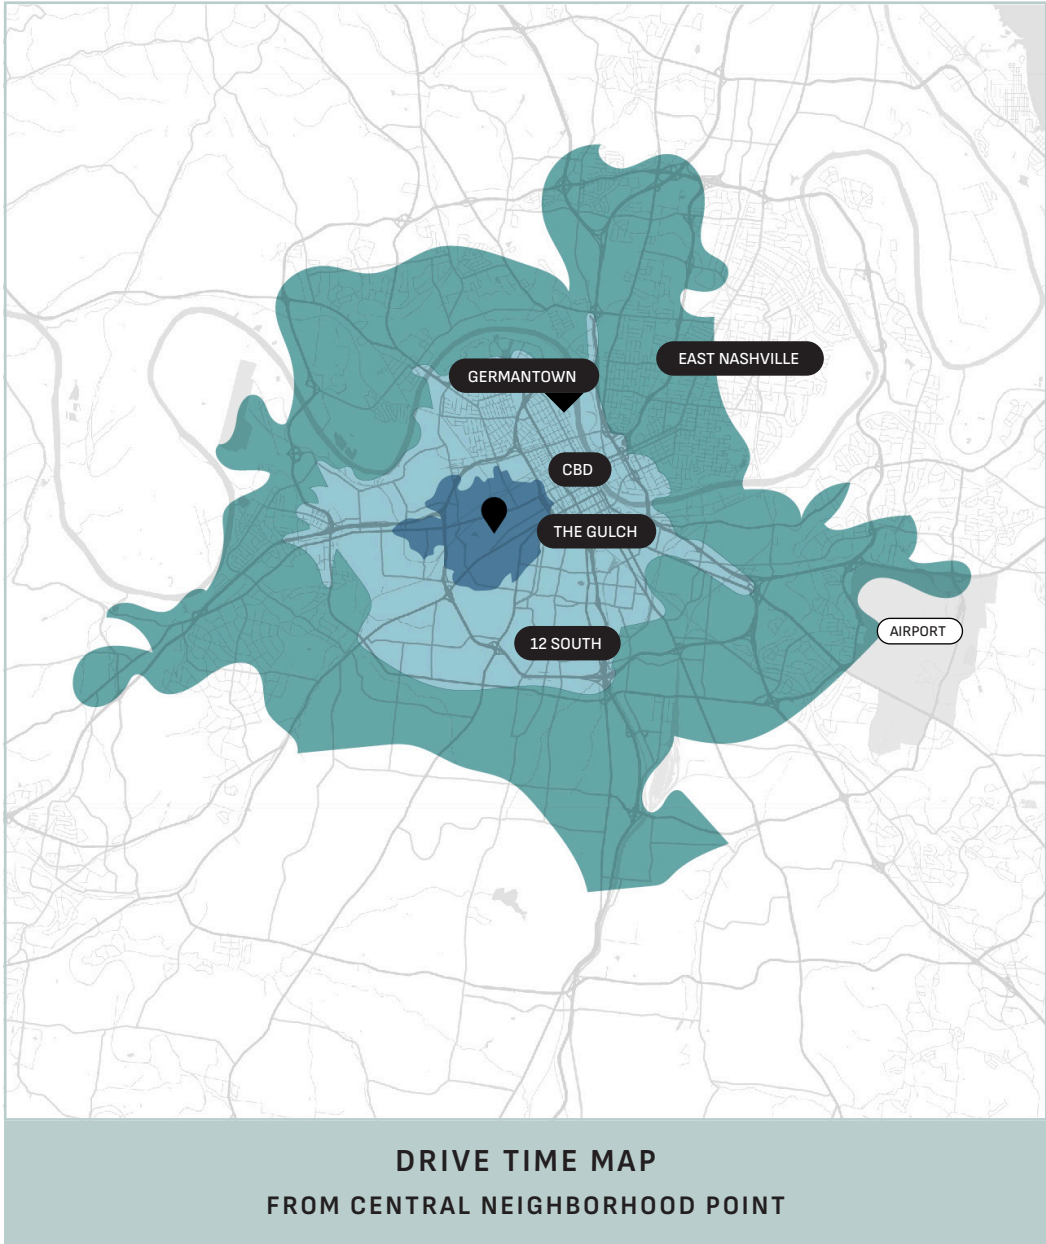 EAST NASHVILLE
GERMANTOWN
CBD
THE GULCH
AIRPORT
12 SOUTH
DRIVE TIME MAP
FROM CENTRAL NEIGHBORHOOD POINT